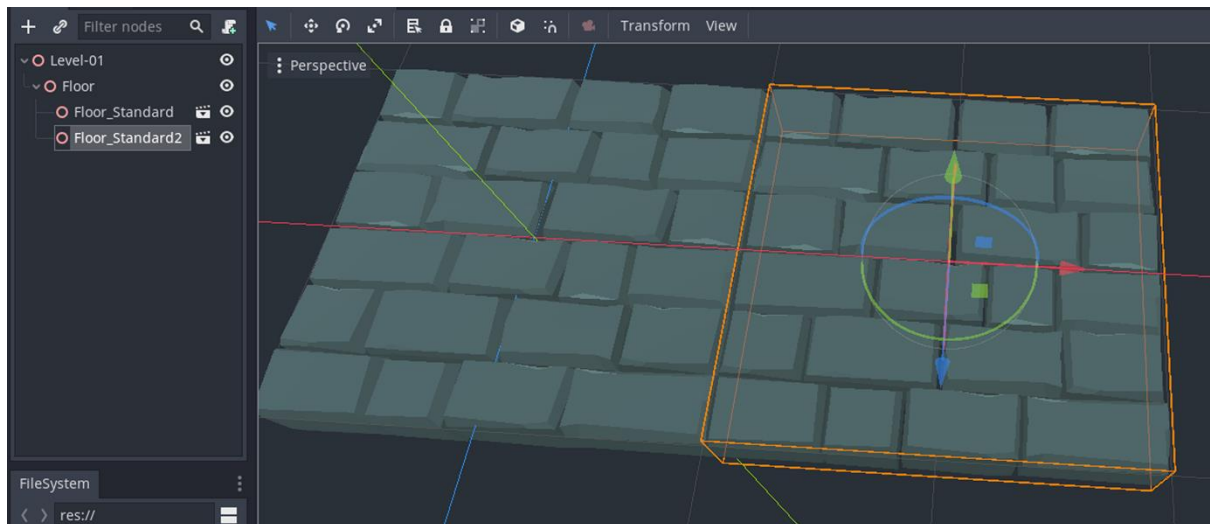 Filter nodes
Transform View
Level-01
Perspective
Floor
Floor_Standard
Floor_Standard2
FileSystem
res://